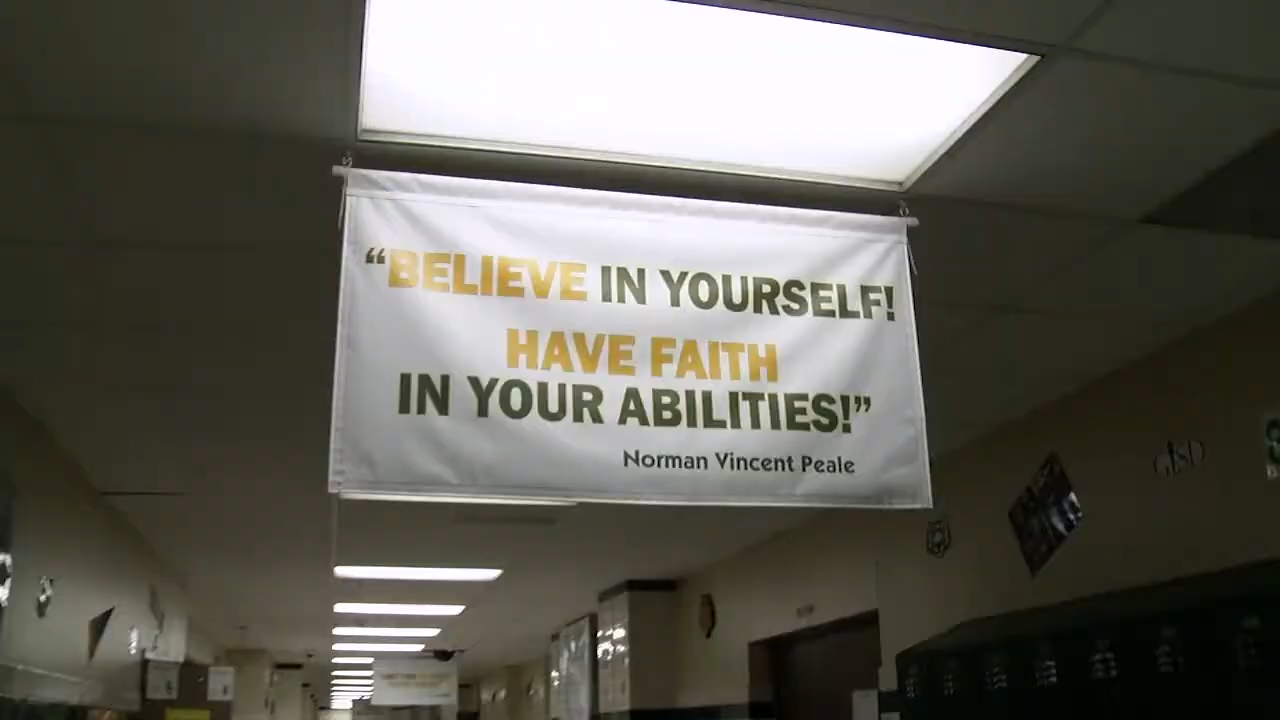 “BELIEVE IN YOURSELF!
HAVE FAITH
IN YOUR ABILITIES!”
Norman Vincent Peale